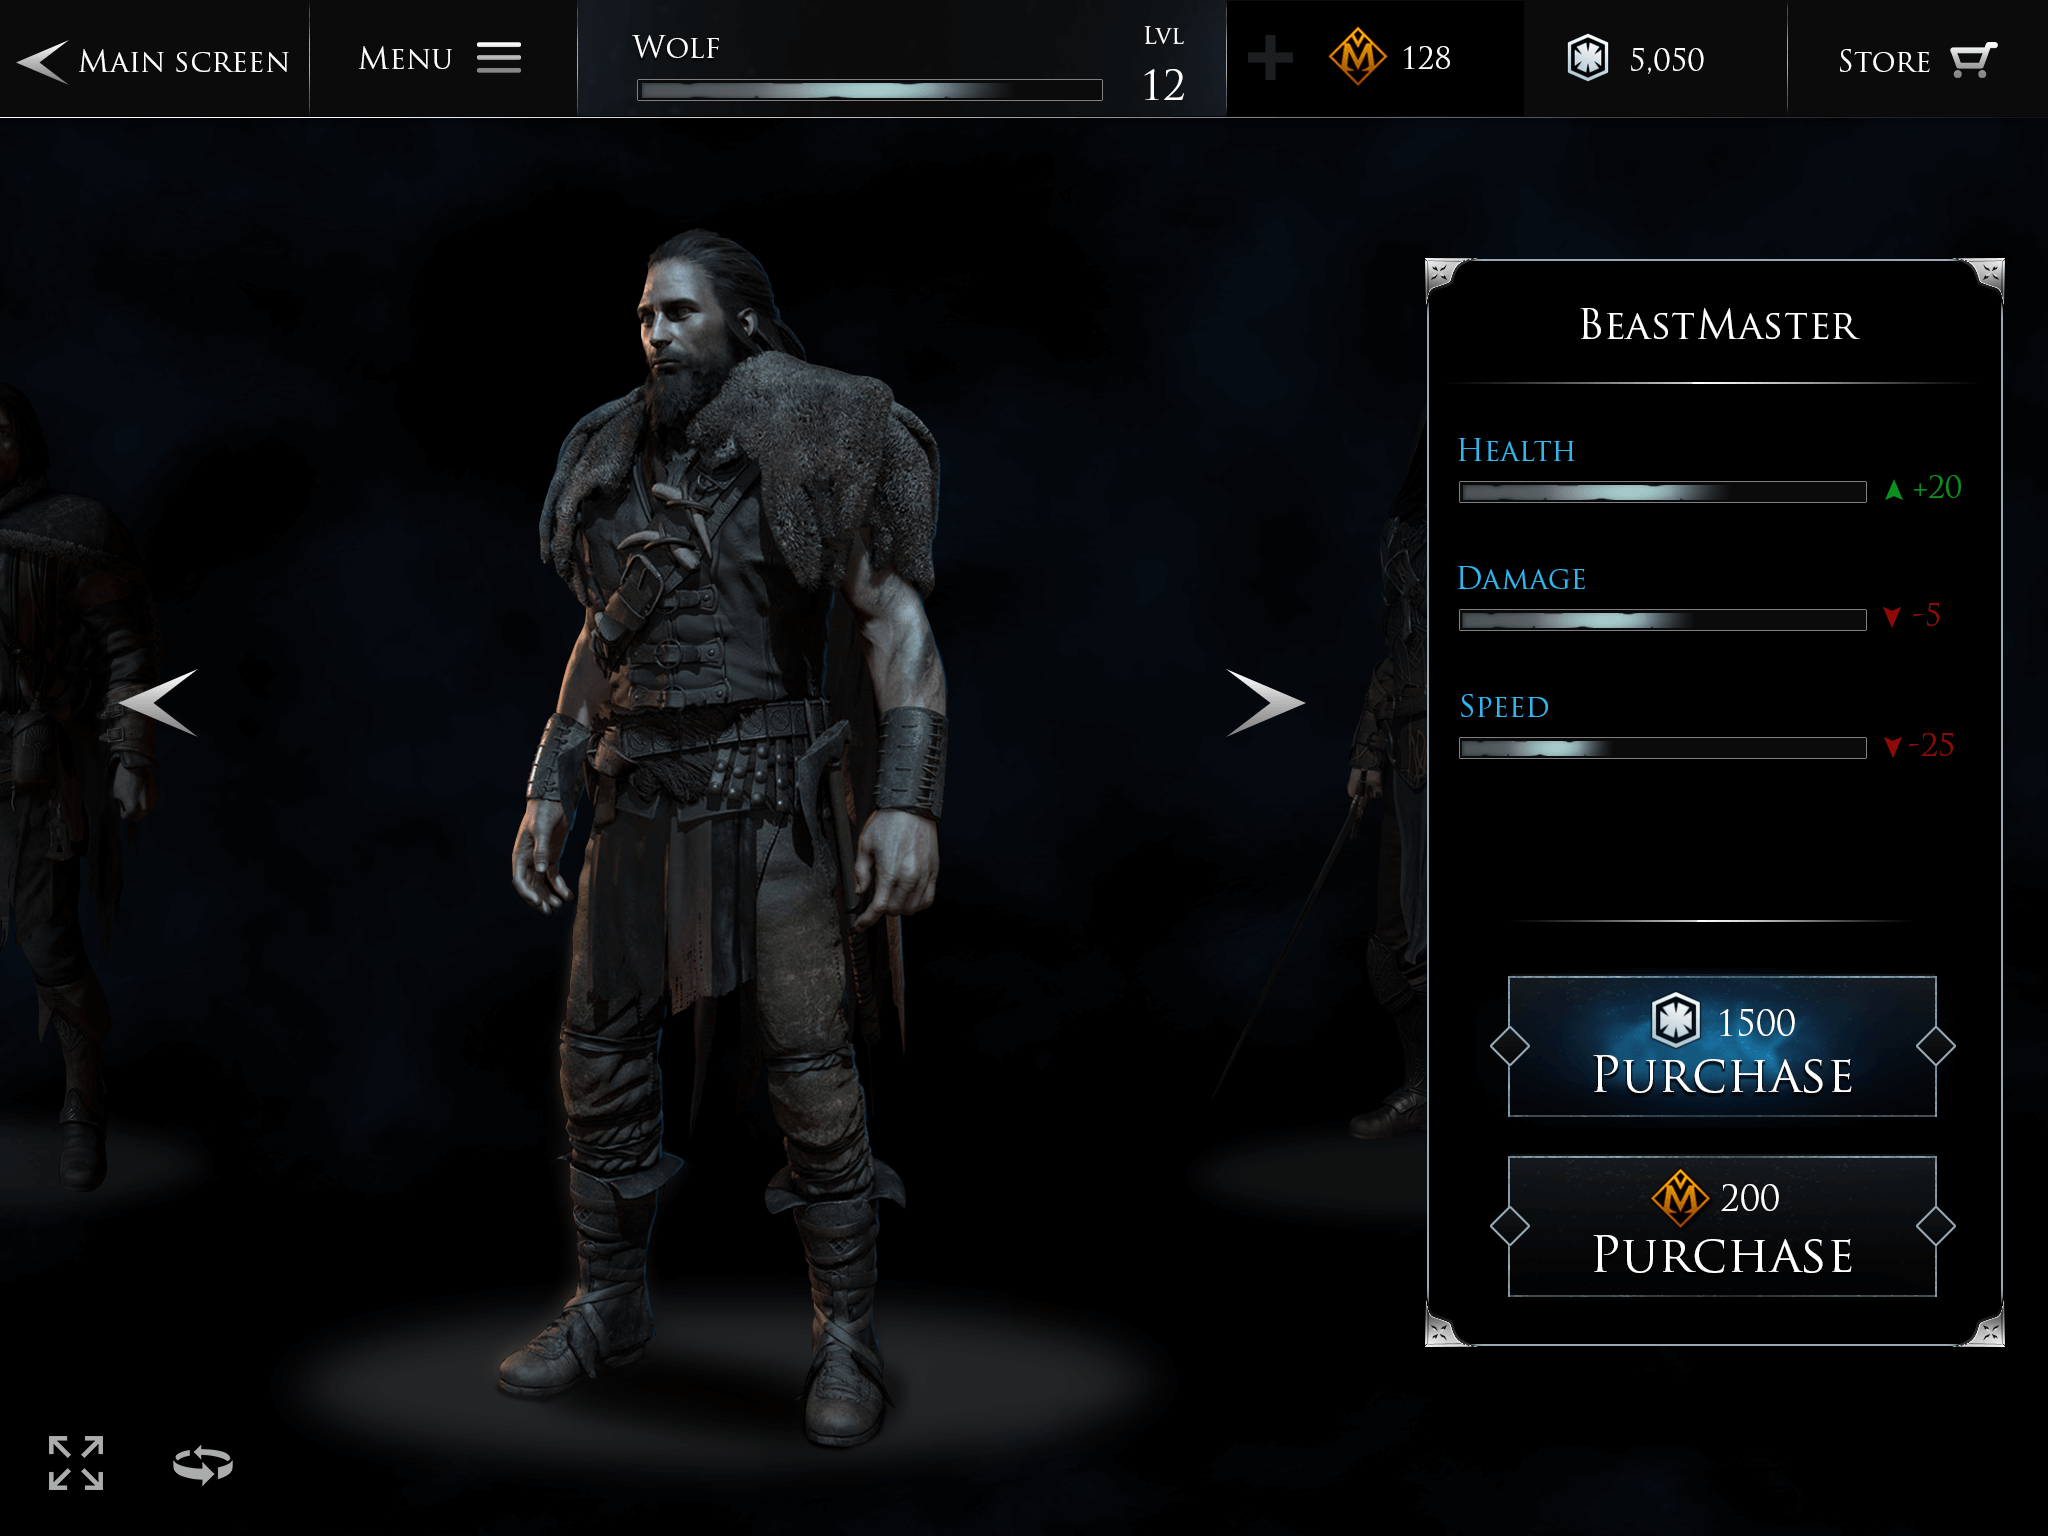 Main screen
Menu
Wolf
Lvl
12
128
5,050
Store
BeastMaster
Health
+20
Damage
-5
Speed
-25
1500
Purchase
200
Purchase